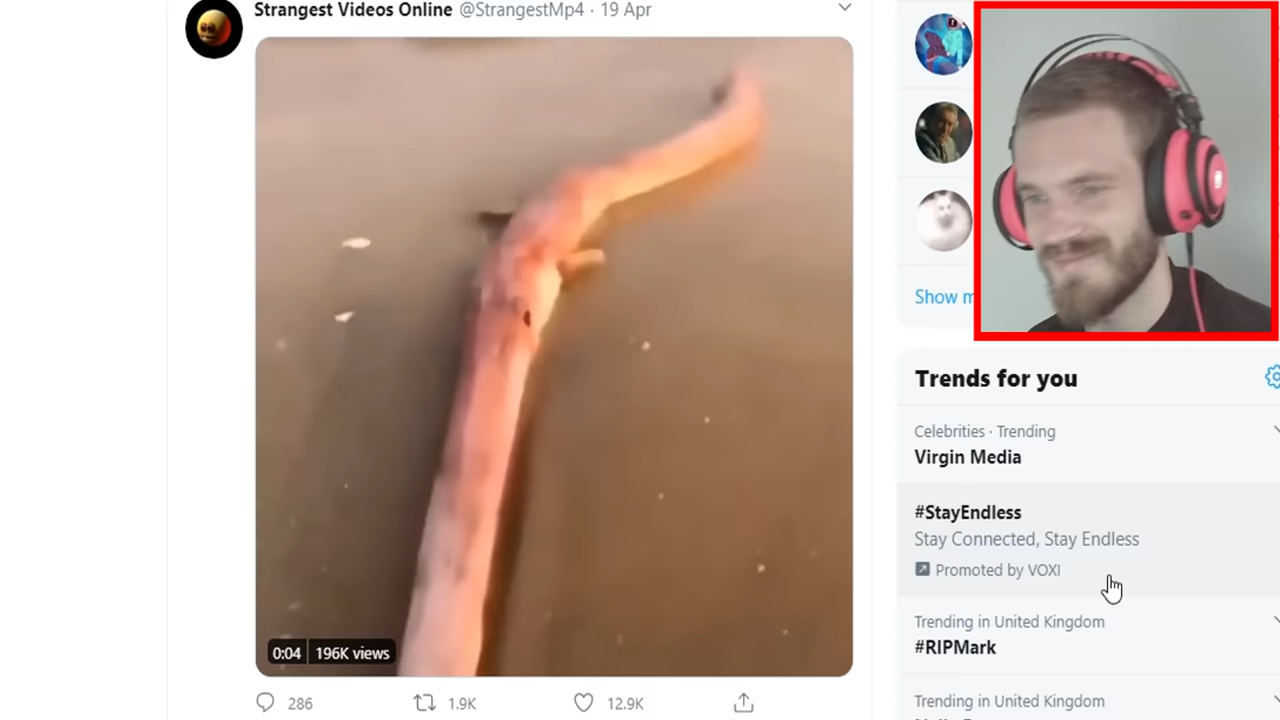 Strangest Videos Online @StrangestMp4 · 19 Apr
0:04 196K views
286 1.9K 12.9K
Show m
Trends for you
Celebrities · Trending
Virgin Media
#StayEndless
Stay Connected, Stay Endless
Promoted by VOXI
Trending in United Kingdom
#RIPMark
Trending in United Kingdom